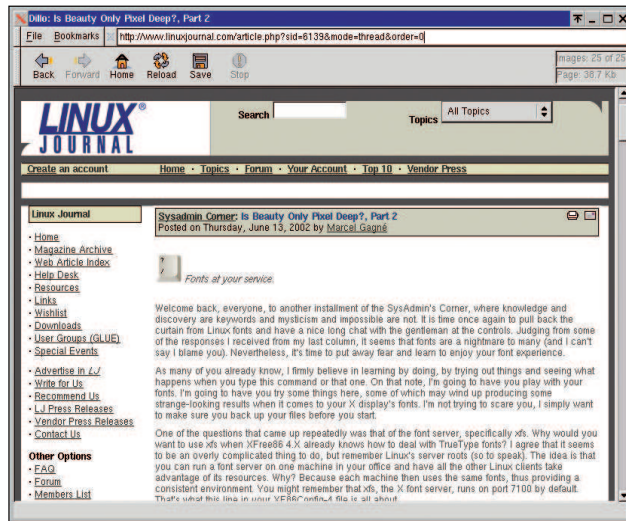 Dillo: Is Beauty Only Pixel Deep?, Part 2
File Bookmarks http://www.linuxjournal.com/article.php?sid=6139&mode=thread&order=0
Back Forward Home Reload Save Stop
Images: 25 of 25
Page: 38.7 Kb
LINUX®
JOURNAL
Search
Topics All Topics
Create an account Home · Topics · Forum · Your Account · Top 10 · Vendor Press
Linux Journal
· Home
· Magazine Archive
· Web Article Index
· Help Desk
· Resources
· Links
· Wishlist
· Downloads
· User Groups (GLUE)
· Special Events
· Advertise in LJ
· Write for Us
· Recommend Us
· LJ Press Releases
· Vendor Press Releases
· Contact Us
Other Options
· FAQ
· Forum
· Members List
Sysadmin Corner: Is Beauty Only Pixel Deep?, Part 2
Posted on Thursday, June 13, 2002 by Marcel Gagné
?
/
Fonts at your service.
Welcome back, everyone, to another installment of the SysAdmin's Corner, where knowledge and
discovery are keywords and mysticism and impossible are not. It is time once again to pull back the
curtain from Linux fonts and have a nice long chat with the gentleman at the controls. Judging from some
of the responses I received from my last column, it seems that fonts are a nightmare to many (and I can't
say I blame you). Nevertheless, it's time to put away fear and learn to enjoy your font experience.
As many of you already know, I firmly believe in learning by doing, by trying out things and seeing what
happens when you type this command or that one. On that note, I'm going to have you play with your
fonts. I'm going to have you try some things here, some of which may wind up producing some
strange-looking results when it comes to your X display's fonts. I'm not trying to scare you, I simply want
to make sure you back up your files before you start.
One of the questions that came up repeatedly was that of the font server, specifically xfs. Why would you
want to use xfs when XFree86 4.X already knows how to deal with TrueType fonts? I agree that it seems
to be an overly complicated thing to do, but remember Linux's server roots (so to speak). The idea is that
you can run a font server on one machine in your office and have all the other Linux clients take
advantage of its resources. Why? Because each machine then uses the same fonts, thus providing a
consistent environment. You might remember that xfs, the X font server, runs on port 7100 by default.
That's what this line in your XF86Config-4 file is all about